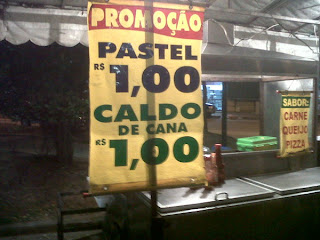 PROMOÇÃO
PASTEL
R$ 1,00
CALDO
DE CANA
R$ 1,00
SABOR:
CARNE
QUEIJO
PIZZA